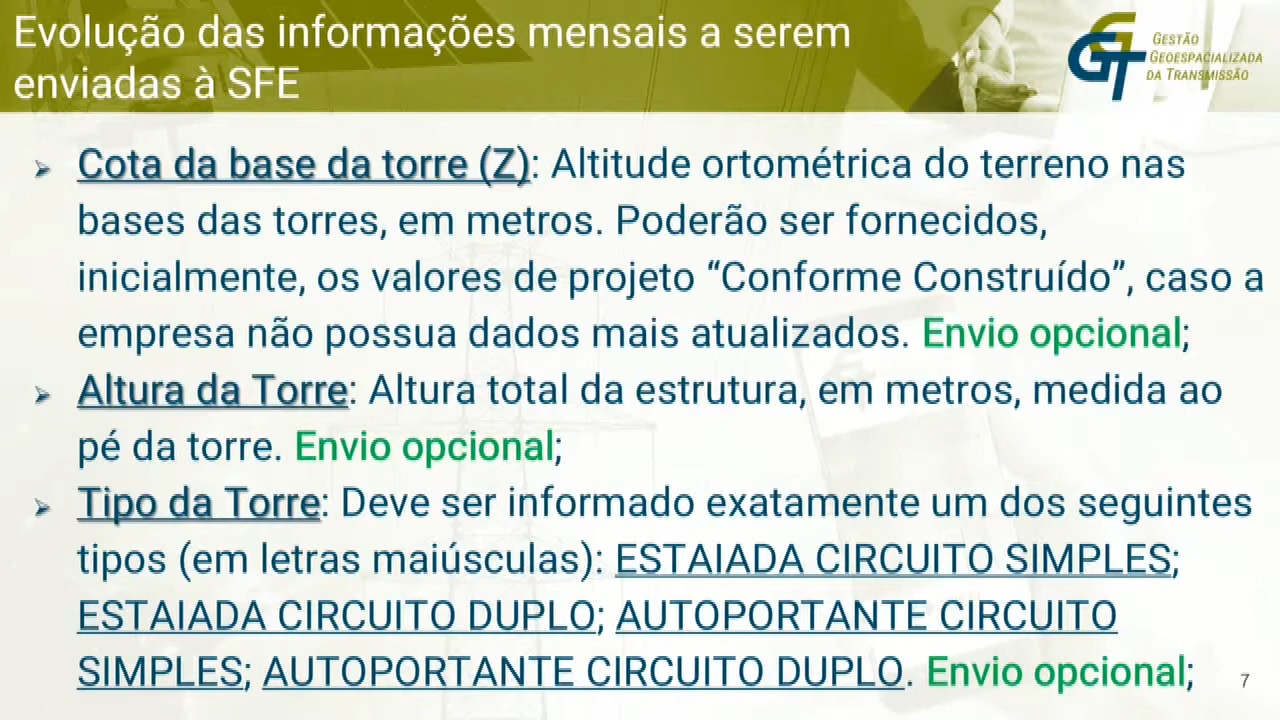 Evolução das informações mensais a serem
enviadas à SFE
GT
GESTÃO
GEOESPACIALIZADA
DA TRANSMISSÃO
Cota da base da torre (Z): Altitude ortométrica do terreno nas
bases das torres, em metros. Poderão ser fornecidos,
inicialmente, os valores de projeto “Conforme Construído”, caso a
empresa não possua dados mais atualizados. Envio opcional;
Altura da Torre: Altura total da estrutura, em metros, medida ao
pé da torre. Envio opcional;
Tipo da Torre: Deve ser informado exatamente um dos seguintes
tipos (em letras maiúsculas): ESTAIADA CIRCUITO SIMPLES;
ESTAIADA CIRCUITO DUPLO; AUTOPORTANTE CIRCUITO
SIMPLES; AUTOPORTANTE CIRCUITO DUPLO. Envio opcional;
7